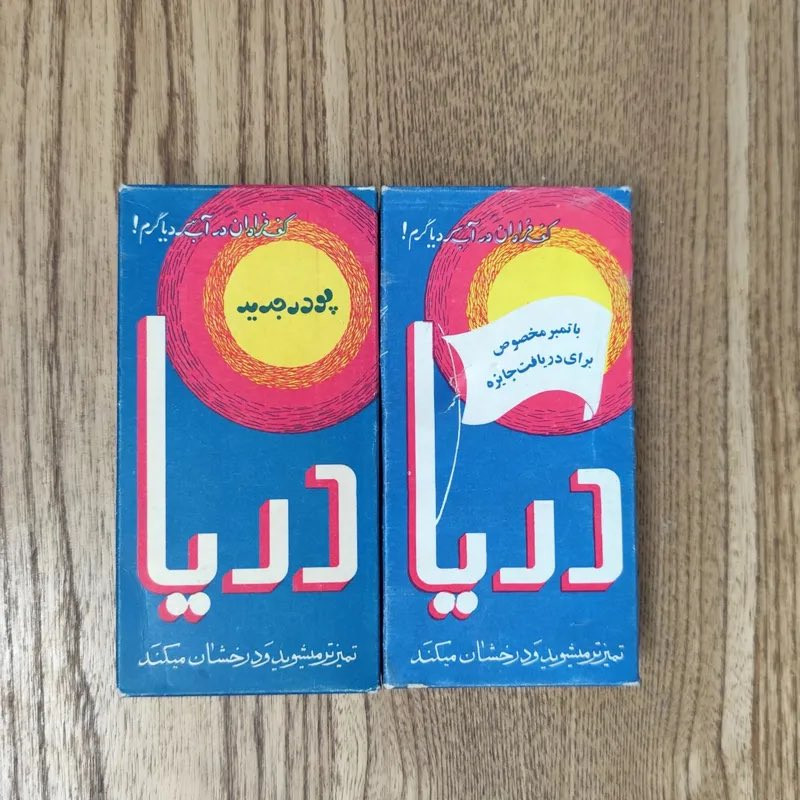 کف فراوان در آب سرد یا گرم!
پودر جدید
دریا
تمیزتر میشوید و درخشان میکند
کف فراوان در آب سرد یا گرم!
با تمبر مخصوص
برای دریافت جایزه
دریا
تمیزتر میشوید و درخشان میکند